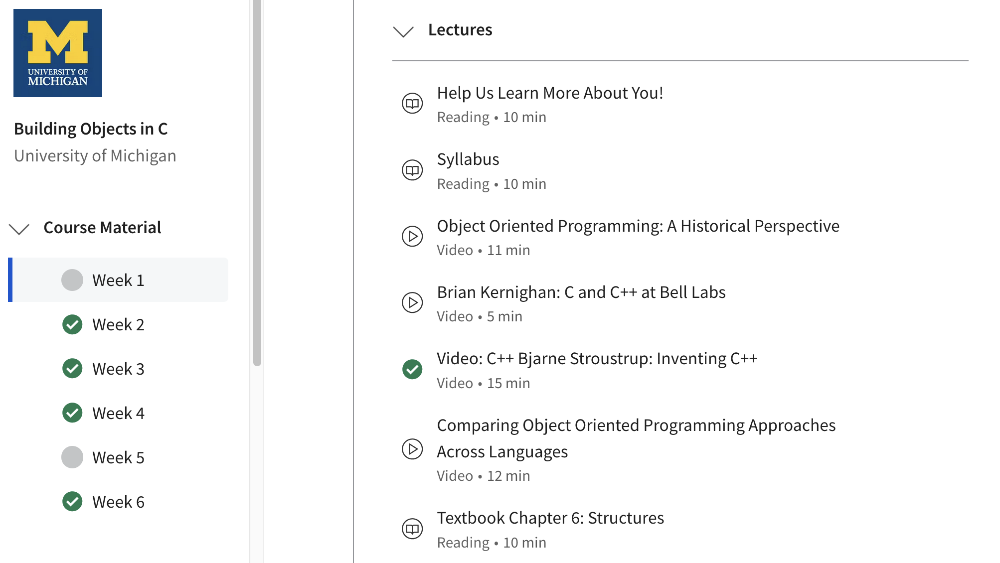 M
UNIVERSITY OF
MICHIGAN
Building Objects in C
University of Michigan
Course Material
Week 1
Week 2
Week 3
Week 4
Week 5
Week 6
Lectures
Help Us Learn More About You!
Reading • 10 min
Syllabus
Reading • 10 min
Object Oriented Programming: A Historical Perspective
Video • 11 min
Brian Kernighan: C and C++ at Bell Labs
Video • 5 min
Video: C++ Bjarne Stroustrup: Inventing C++
Video • 15 min
Comparing Object Oriented Programming Approaches
Across Languages
Video • 12 min
Textbook Chapter 6: Structures
Reading • 10 min